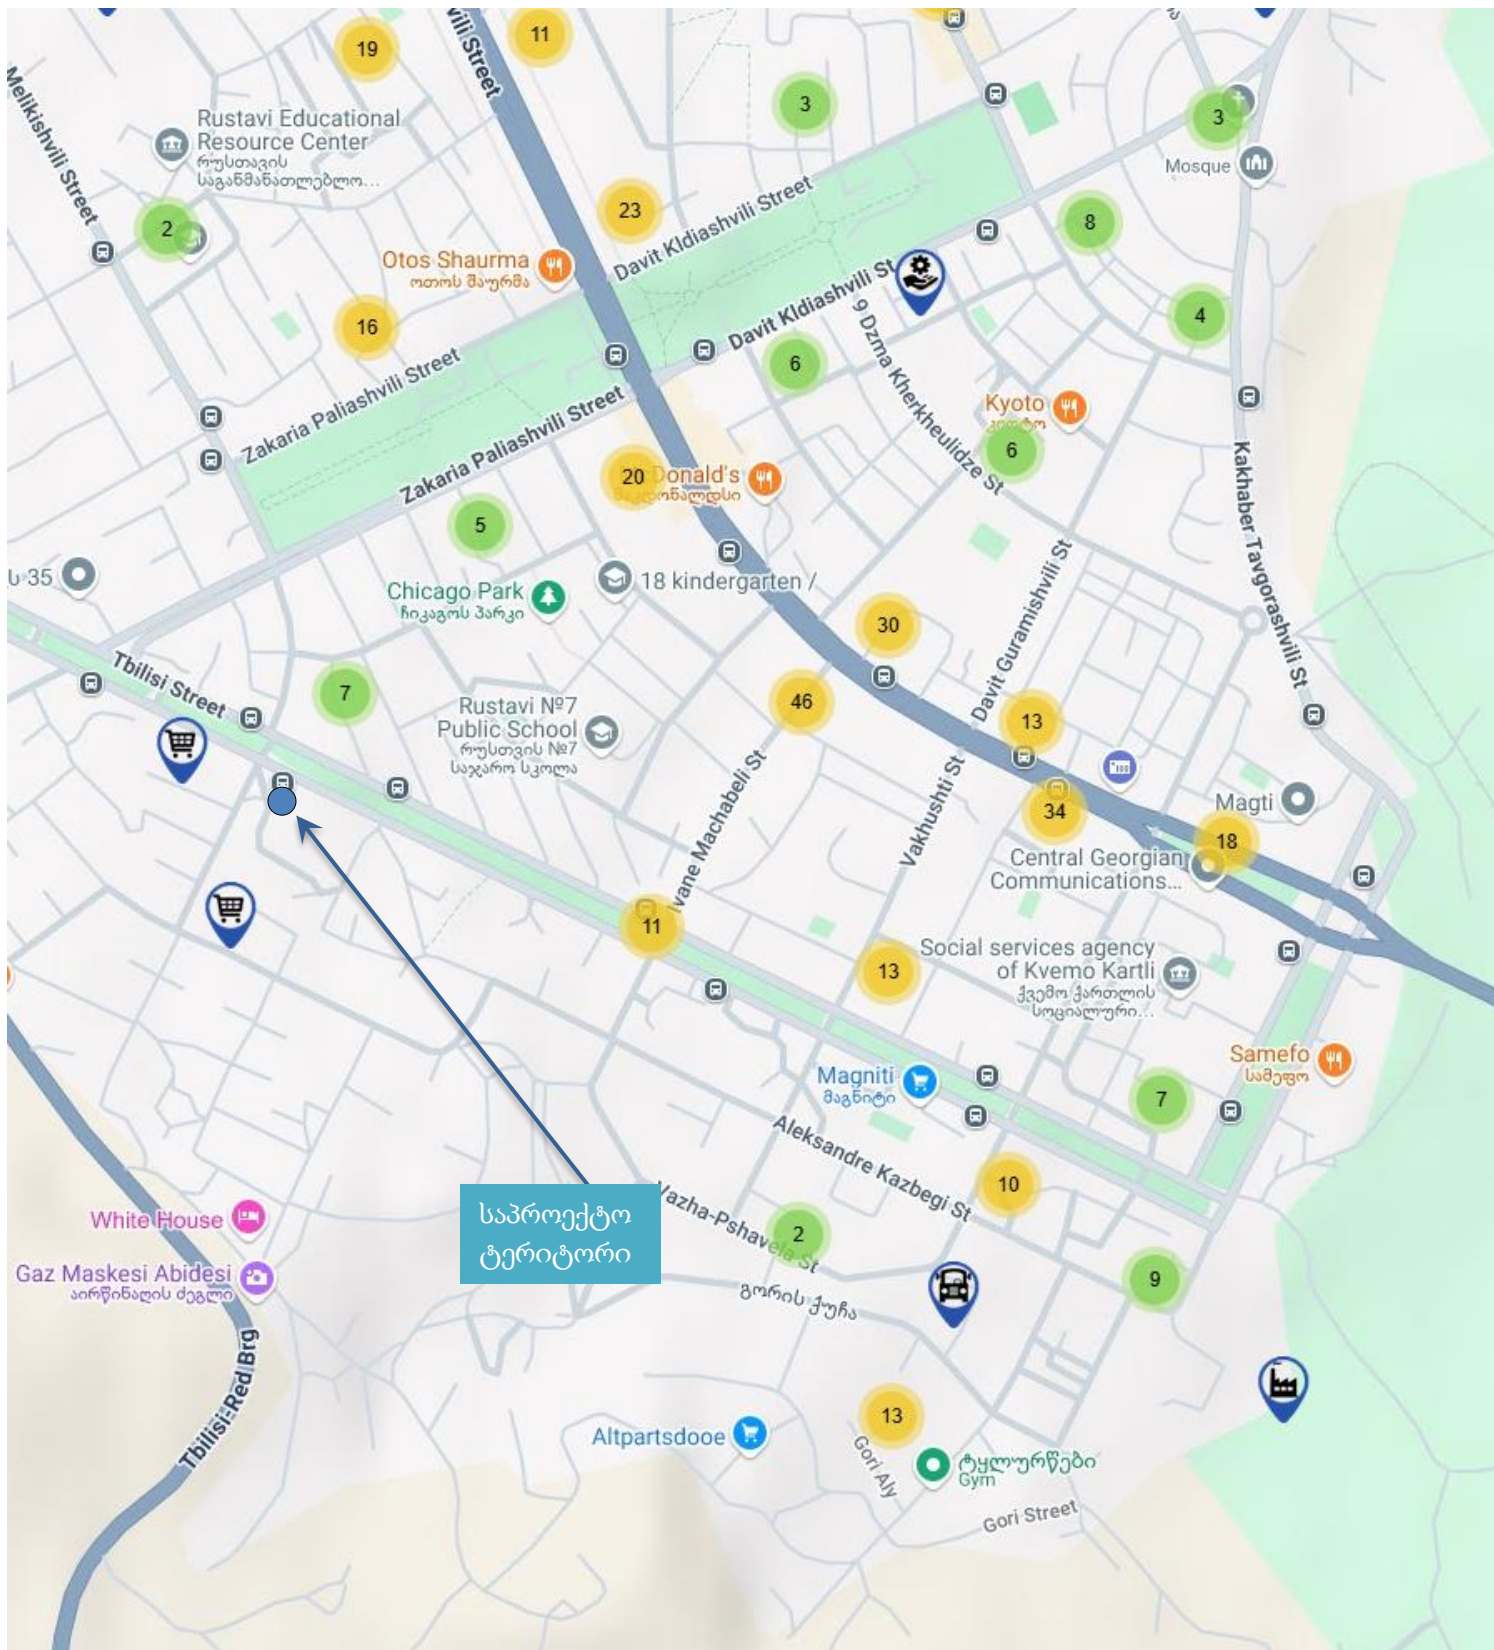 19
11
vili Street
3
3
Melikishvili Street
Rustavi Educational
Resource Center
რუსთავის
საგანმანათლებლო...
Mosque
2
23
Davit Kldiashvili Street
8
Otos Shaurma
ოთოს შაურმა
Davit Kldiashvili St
16
4
6
9 Dzma Kherkheulidze St
Zakaria Paliashvili Street
Zakaria Paliashvili Street
Kyoto
6
Kakhaber Tavgorashvili St
20
Donald's
5
ს 35
18 kindergarten /
Chicago Park
ჩიკაგოს პარკი
30
Davit Guramishvili St
Tbilisi Street
7
46
Rustavi №7
Public School
რუსთვის №7
საჯარო სკოლა
13
Ivane Machabeli St
Vakhushti St
34
Magti
18
Central Georgian
Communications...
11
13
Social services agency
of Kvemo Kartli
ქვემო ქართლის
სოციალური...
Samefo
სამეფო
Magniti
მაგნიტი
7
Aleksandre Kazbegi St
10
საპროექტო
ტერიტორი
Vazha-Pshavela St
2
White House
Gaz Maskesi Abidesi
აირწინაღის ძეგლი
გორის ქუჩა
9
Tbilisi-Red Brg
13
Altpartsdooe
Gori Aly
ტყლურწები
Gym
Gori Street